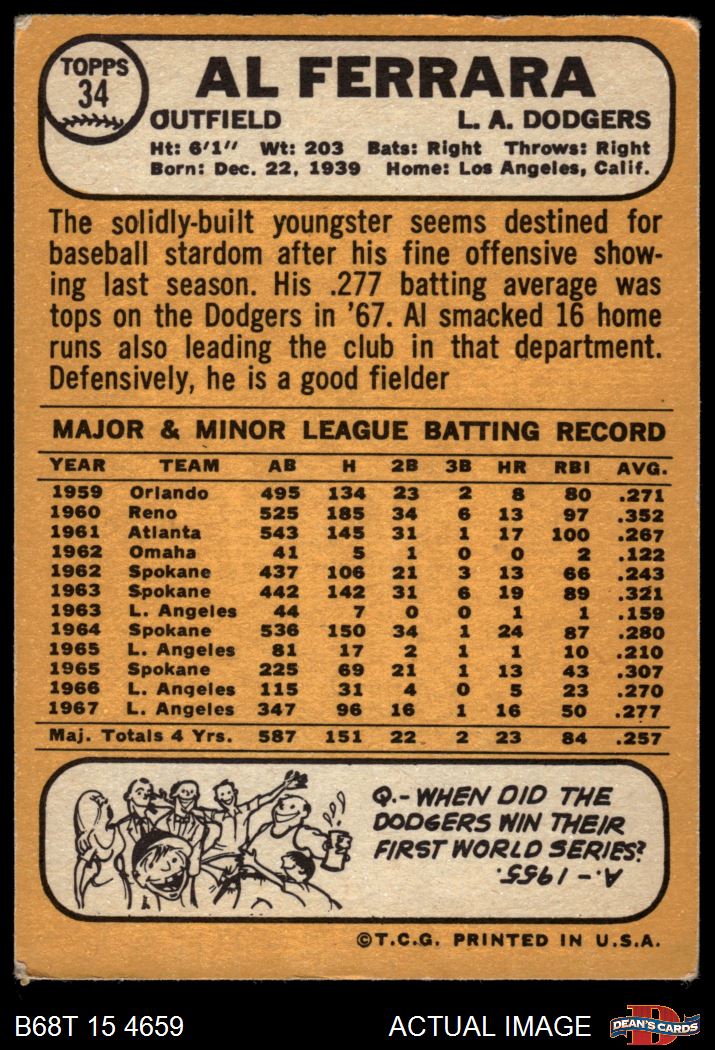 TOPPS
34
AL FERRARA
OUTFIELD L. A. DODGERS
Ht: 6'1" Wt: 203 Bats: Right Throws: Right
Born: Dec. 22, 1939 Home: Los Angeles, Calif.
The solidly-built youngster seems destined for
baseball stardom after his fine offensive show-
ing last season. His .277 batting average was
tops on the Dodgers in '67. Al smacked 16 home
runs also leading the club in that department.
Defensively, he is a good fielder
MAJOR & MINOR LEAGUE BATTING RECORD
YEAR TEAM AB H 2B 3B HR RBI AVG.
1959 Orlando 495 134 23 2 8 80 .271
1960 Reno 525 185 34 6 13 97 .352
1961 Atlanta 543 145 31 1 17 100 .267
1962 Omaha 41 5 1 0 0 2 .122
1962 Spokane 437 106 21 3 13 66 .243
1963 Spokane 442 142 31 6 19 89 .321
1963 L. Angeles 44 7 0 0 1 1 .159
1964 Spokane 536 150 34 1 24 87 .280
1965 L. Angeles 81 17 2 1 1 10 .210
1965 Spokane 225 69 21 1 13 43 .307
1966 L. Angeles 115 31 4 0 5 23 .270
1967 L. Angeles 347 96 16 1 16 50 .277
Maj. Totals 4 Yrs. 587 151 22 2 23 84 .257
Q.- WHEN DID THE
DODGERS WIN THEIR
FIRST WORLD SERIES?
A.- 1955.
©T.C.G. PRINTED IN U.S.A.
B68T 15 4659 ACTUAL IMAGE D DEAN'S CARDS